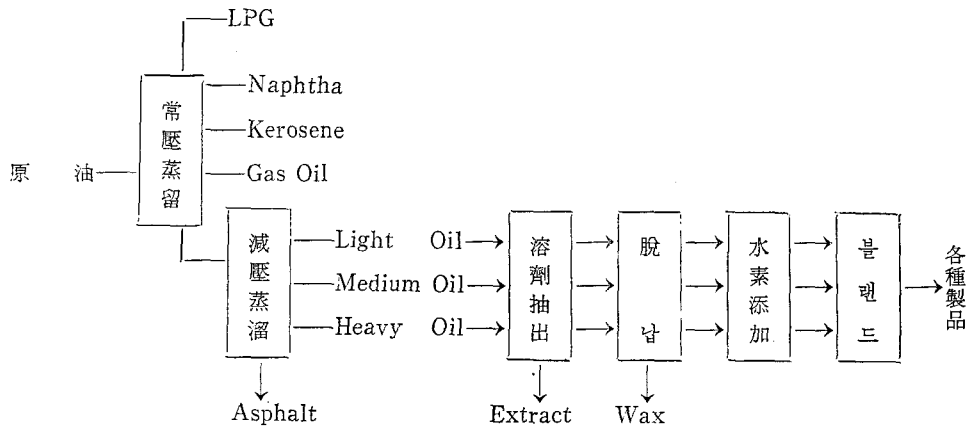 LPG
Naphtha
Kerosene
Gas Oil
原 油
常壓蒸留
減壓蒸溜
Light Oil
Medium Oil
Heavy Oil
溶劑抽出
脫납
水素添加
블랜드
各種製品
Asphalt
Extract
Wax